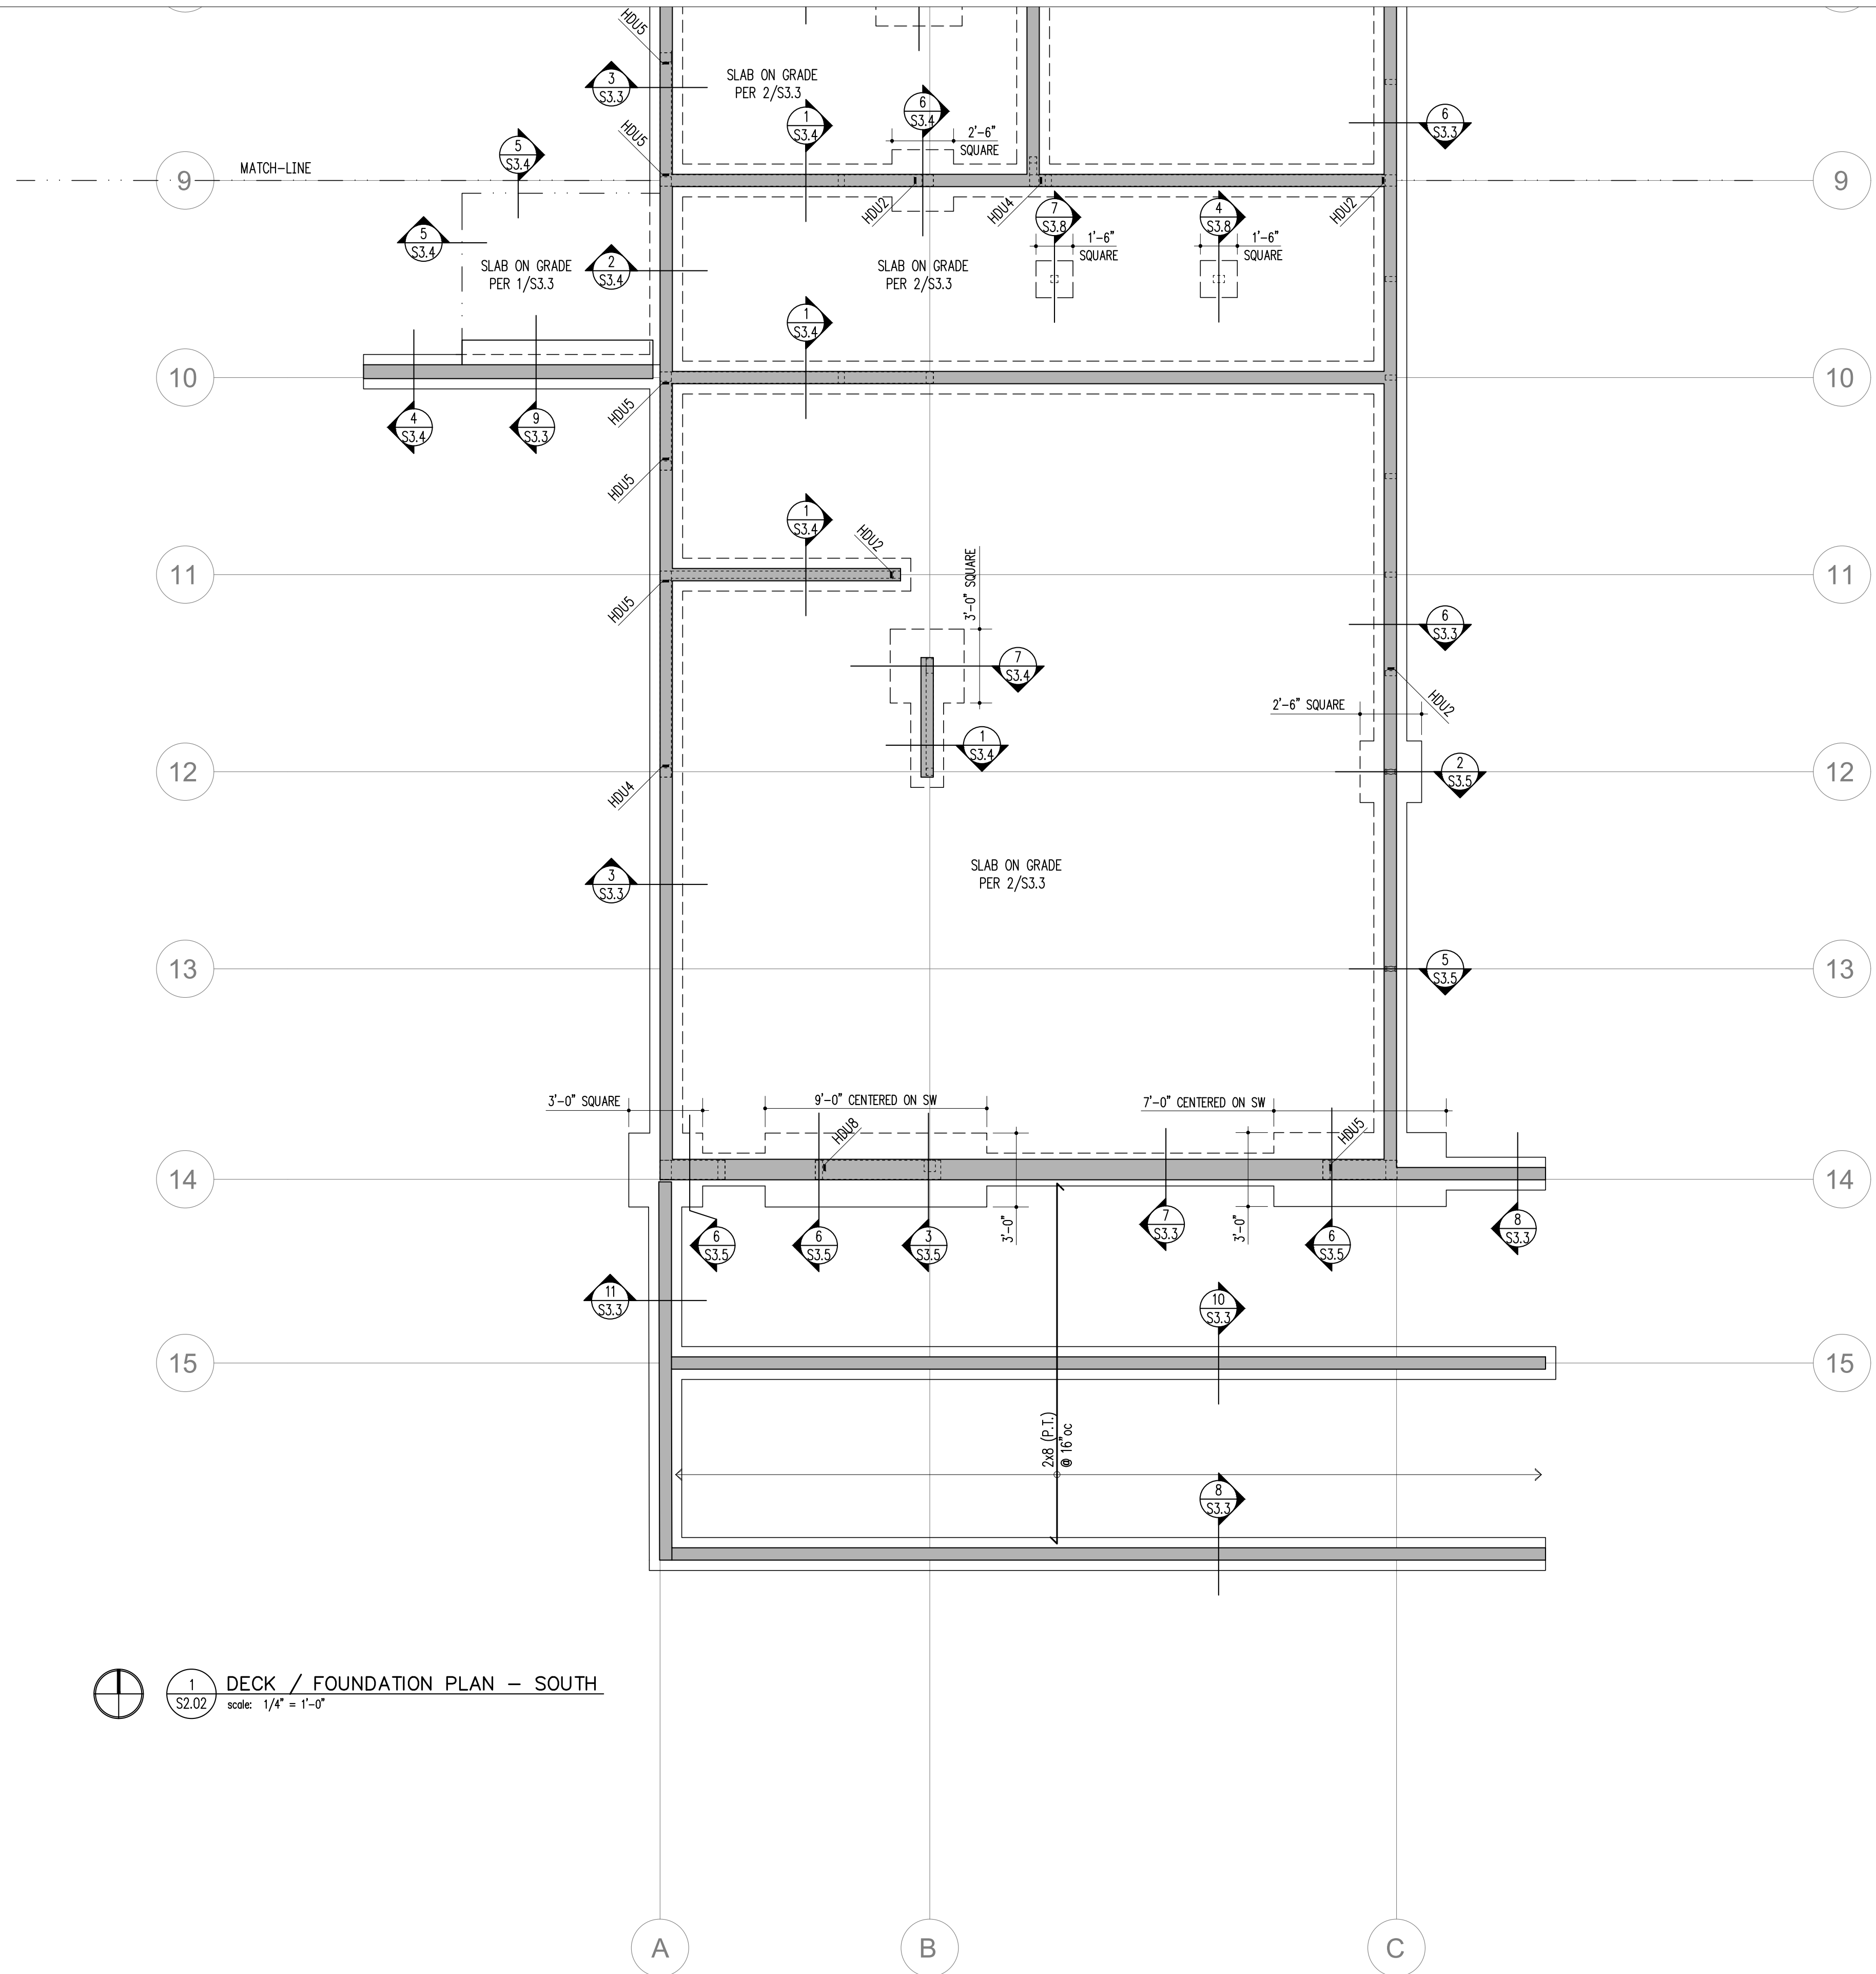 HDU5
SLAB ON GRADE
PER 2/S3.3
3
S3.3
1
S3.4
6
S3.4
6
S3.3
HDU5
2'-6"
SQUARE
5
S3.4
9
MATCH-LINE
9
HDU2
HDU4
HDU2
7
S3.8
4
S3.8
5
S3.4
1'-6"
SQUARE
1'-6"
SQUARE
SLAB ON GRADE
PER 1/S3.3
2
S3.4
SLAB ON GRADE
PER 2/S3.3
1
S3.4
10
10
HDU5
4
S3.4
9
S3.3
HDU5
1
S3.4
HDU2
11
11
3'-0" SQUARE
HDU5
6
S3.3
7
S3.4
2'-6" SQUARE
HDU2
1
S3.4
12
2
S3.5
12
HDU4
SLAB ON GRADE
PER 2/S3.3
3
S3.3
13
5
S3.5
13
3'-0" SQUARE
9'-0" CENTERED ON SW
7'-0" CENTERED ON SW
HDU8
HDU5
14
14
3'-0"
3'-0"
6
S3.5
6
S3.5
3
S3.5
7
S3.3
6
S3.5
8
S3.3
11
S3.3
10
S3.3
15
15
2x8 (P.T.)
@ 16"oc
8
S3.3
1
S2.02
DECK / FOUNDATION PLAN - SOUTH
scale: 1/4" = 1'-0"
A
B
C